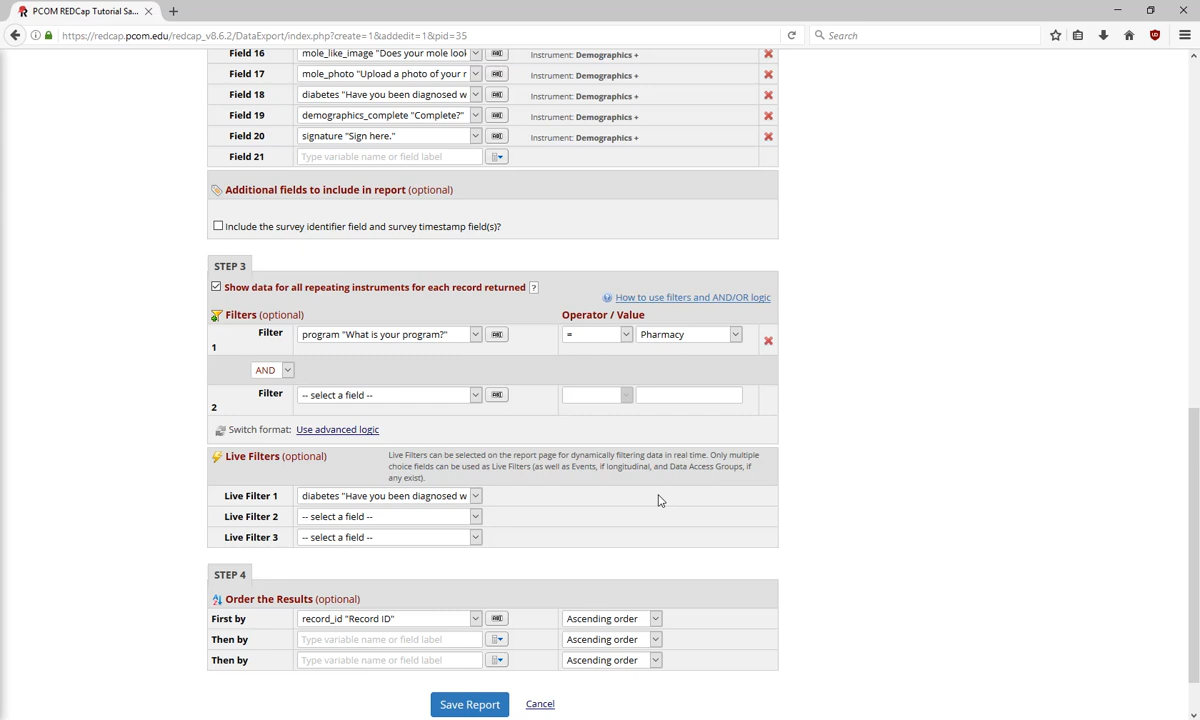 PCOM REDCap Tutorial Sa...
https://redcap.pcom.edu/redcap_v8.6.2/DataExport/index.php?create=1&addedit=1&pid=35
Search
Field 16 mole_like_image "Does your mole look Instrument: Demographics +
Field 17 mole_photo "Upload a photo of your r Instrument: Demographics +
Field 18 diabetes "Have you been diagnosed w Instrument: Demographics +
Field 19 demographics_complete "Complete?" Instrument: Demographics +
Field 20 signature "Sign here." Instrument: Demographics +
Field 21 Type variable name or field label
Additional fields to include in report (optional)
Include the survey identifier field and survey timestamp field(s)?
STEP 3
Show data for all repeating instruments for each record returned ?
How to use filters and AND/OR logic
Filters (optional) Operator / Value
Filter 1 program "What is your program?" = Pharmacy
AND
Filter 2 -- select a field --
Switch format: Use advanced logic
Live Filters (optional)
Live Filters can be selected on the report page for dynamically filtering data in real time. Only multiple
choice fields can be used as Live Filters (as well as Events, if longitudinal, and Data Access Groups, if
any exist).
Live Filter 1 diabetes "Have you been diagnosed w
Live Filter 2 -- select a field --
Live Filter 3 -- select a field --
STEP 4
Order the Results (optional)
First by record_id "Record ID" Ascending order
Then by Type variable name or field label Ascending order
Then by Type variable name or field label Ascending order
Save Report Cancel